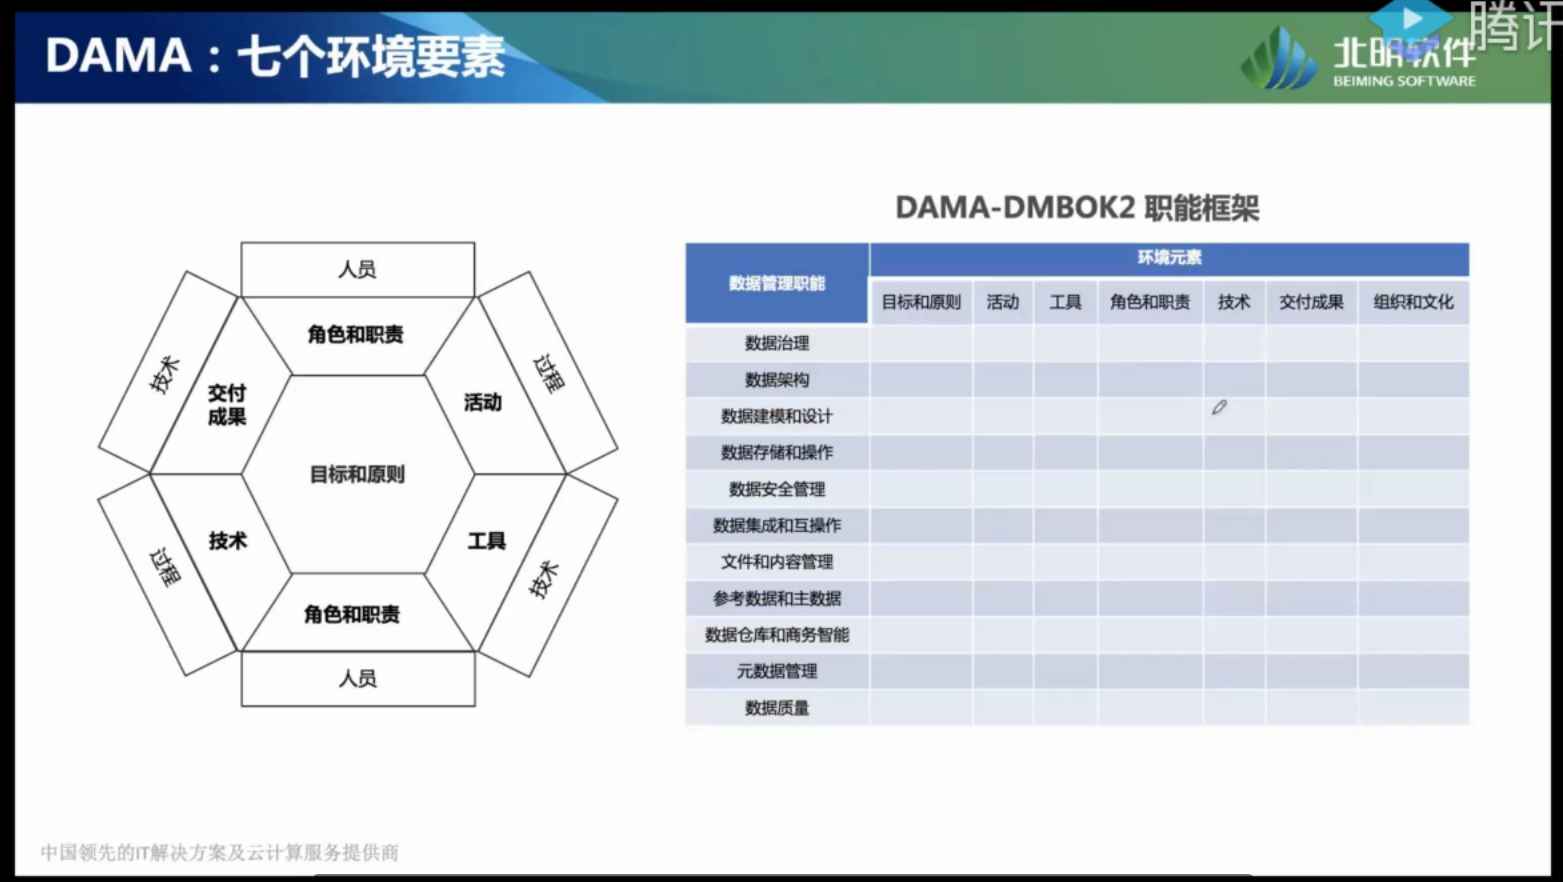 DAMA：七个环境要素
腾讯
北明软件
BEIMING SOFTWARE
人员
角色和职责
技术
交付
成果
过程
活动
目标和原则
技术
过程
工具
技术
角色和职责
人员
DAMA-DMBOK2 职能框架
数据管理职能
环境元素
目标和原则 活动 工具 角色和职责 技术 交付成果 组织和文化
数据治理
数据架构
数据建模和设计
数据存储和操作
数据安全管理
数据集成和互操作
文件和内容管理
参考数据和主数据
数据仓库和商务智能
元数据管理
数据质量
中国领先的IT解决方案及云计算服务提供商